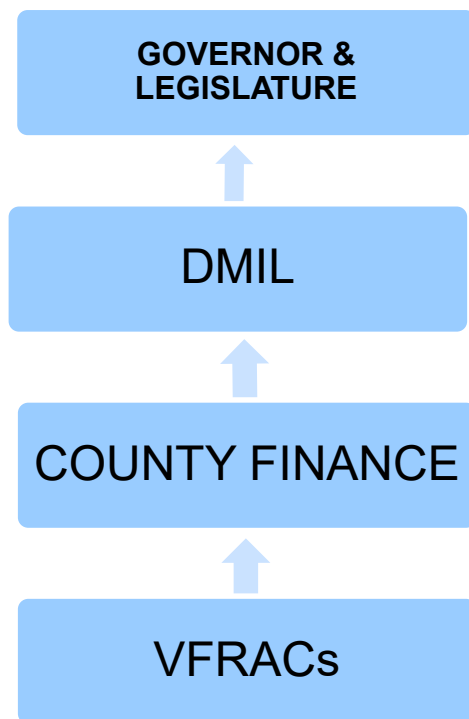 GOVERNOR &
LEGISLATURE
DMIL
COUNTY FINANCE
VFRACs